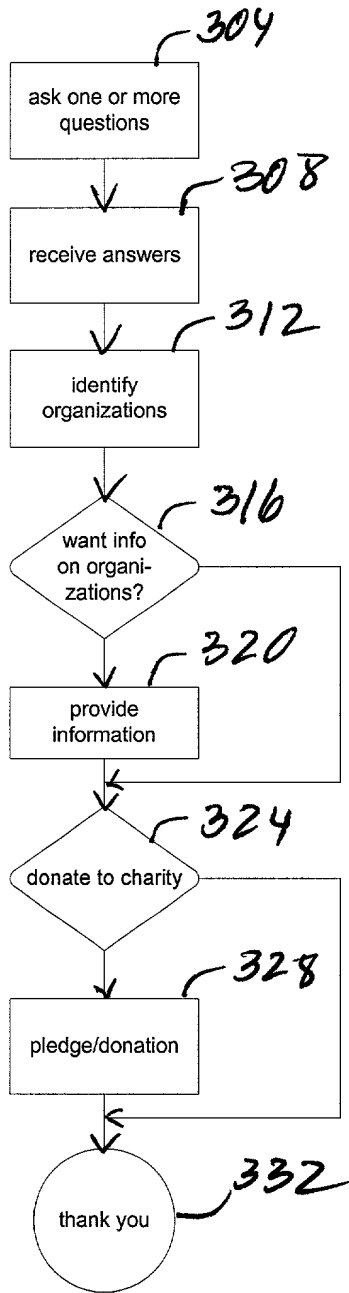 304
ask one or more
questions
308
receive answers
312
identify
organizations
316
want info
on organi-
zations?
320
provide
information
324
donate to charity
328
pledge/donation
332
thank you